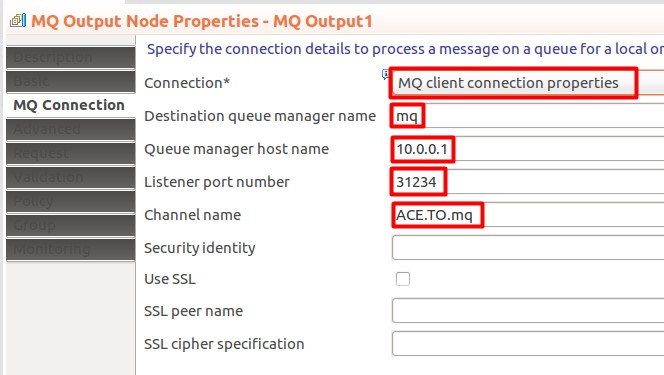 MQ Output Node Properties - MQ Output1
Description
Specify the connection details to process a message on a queue for a local or
Basic
Connection*
MQ client connection properties
MQ Connection
Destination queue manager name
mq
Advanced
Request
Queue manager host name
10.0.0.1
Validation
Listener port number
31234
Policy
Channel name
ACE.TO.mq
Group
Monitoring
Security identity
Use SSL
SSL peer name
SSL cipher specification